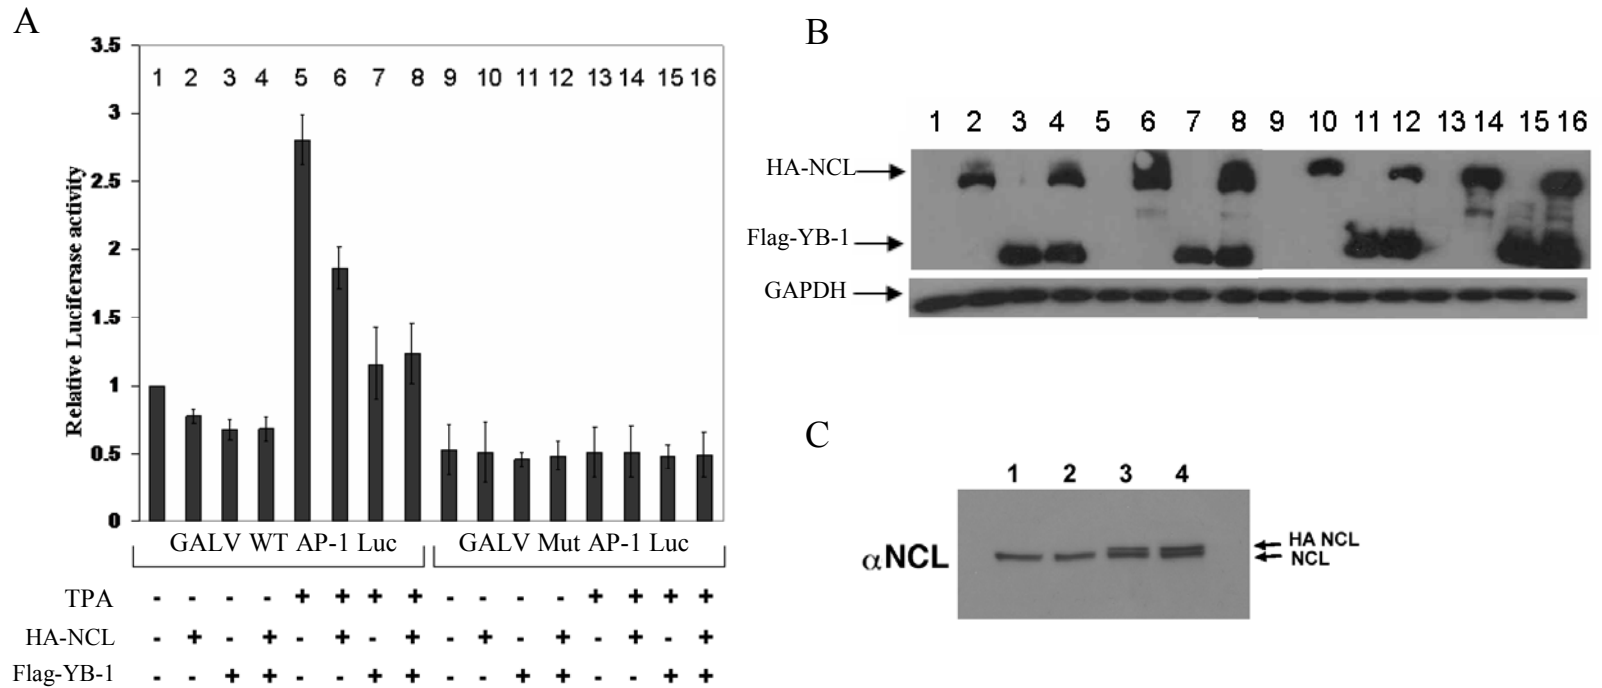 A
3.5
3
2.5
2
1.5
1
0.5
0
Relative Luciferase activity
1 2 3 4 5 6 7 8 9 10 11 12 13 14 15 16
GALV WT AP-1 Luc GALV Mut AP-1 Luc
TPA - - - - + + + + - - - - + + + +
HA-NCL - + - + - + - + - + - + - + - +
Flag-YB-1 - - + + - - + + - - + + - - + +
B
1 2 3 4 5 6 7 8 9 10 11 12 13 14 15 16
HA-NCL
Flag-YB-1
GAPDH
C
1 2 3 4
αNCL
HA NCL
NCL